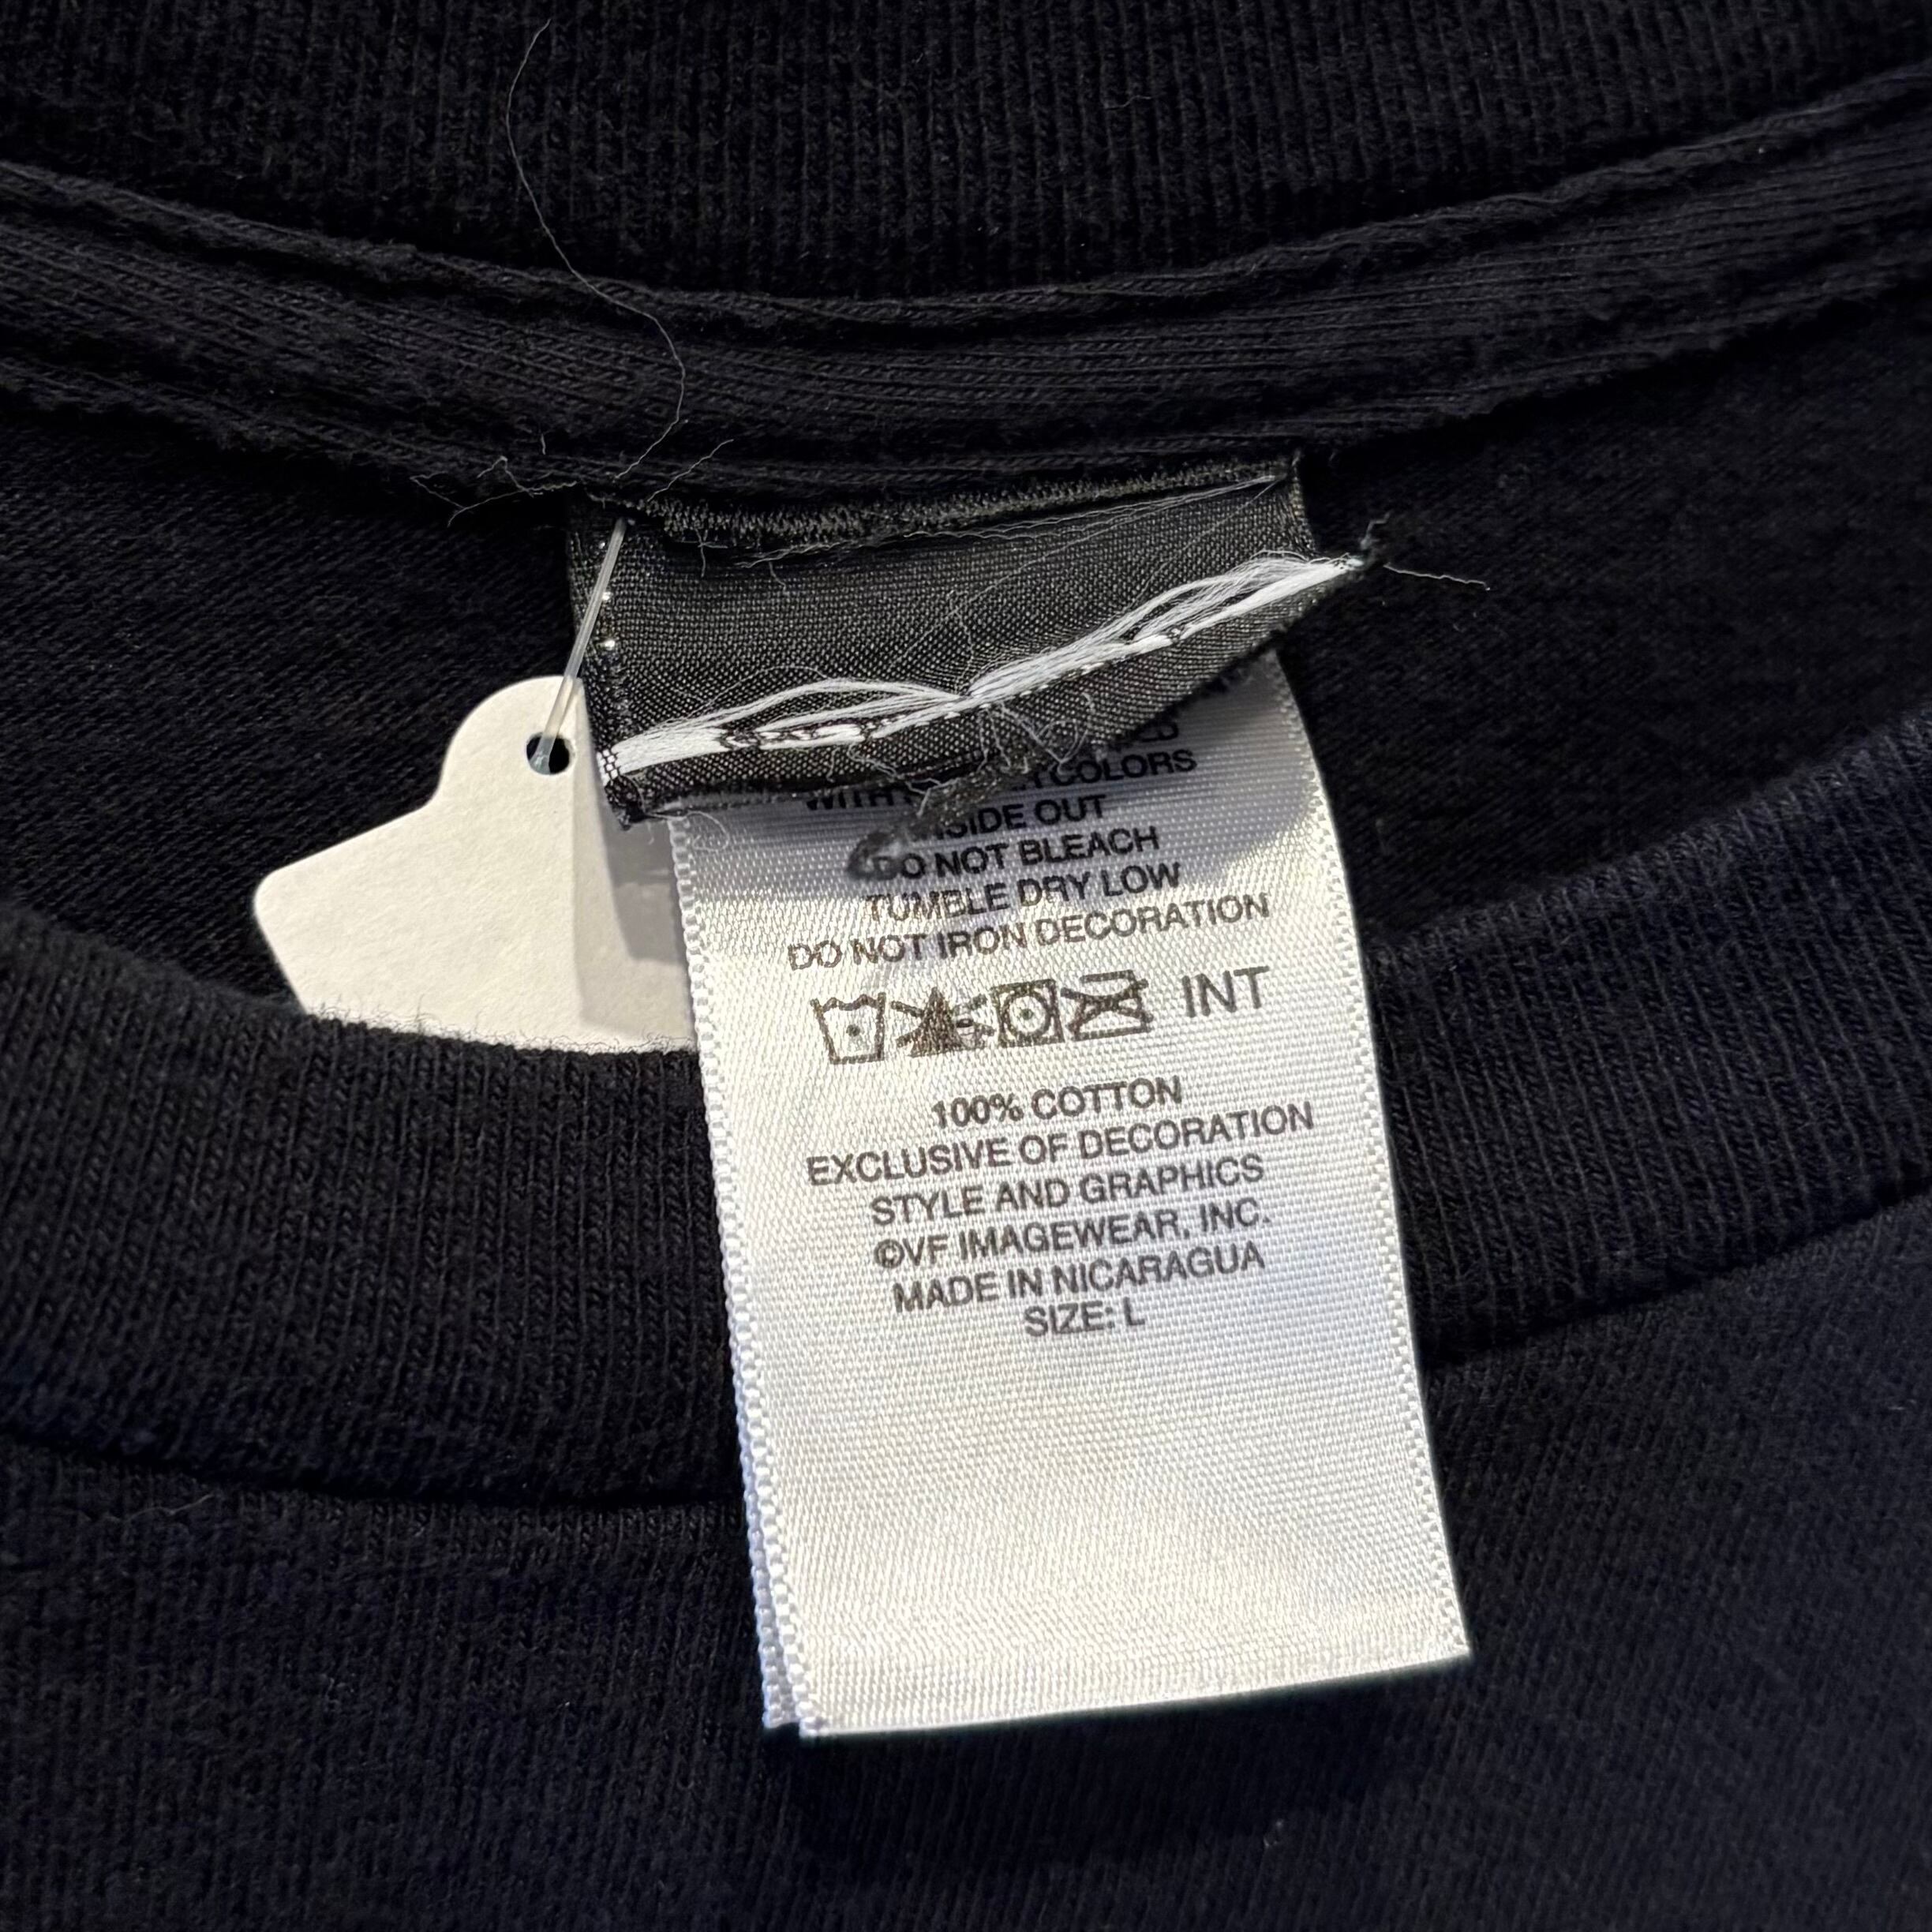 COLORS
INSIDE OUT
DO NOT BLEACH
TUMBLE DRY LOW
DO NOT IRON DECORATION
INT
100% COTTON
EXCLUSIVE OF DECORATION
STYLE AND GRAPHICS
©VF IMAGEWEAR, INC.
MADE IN NICARAGUA
SIZE: L